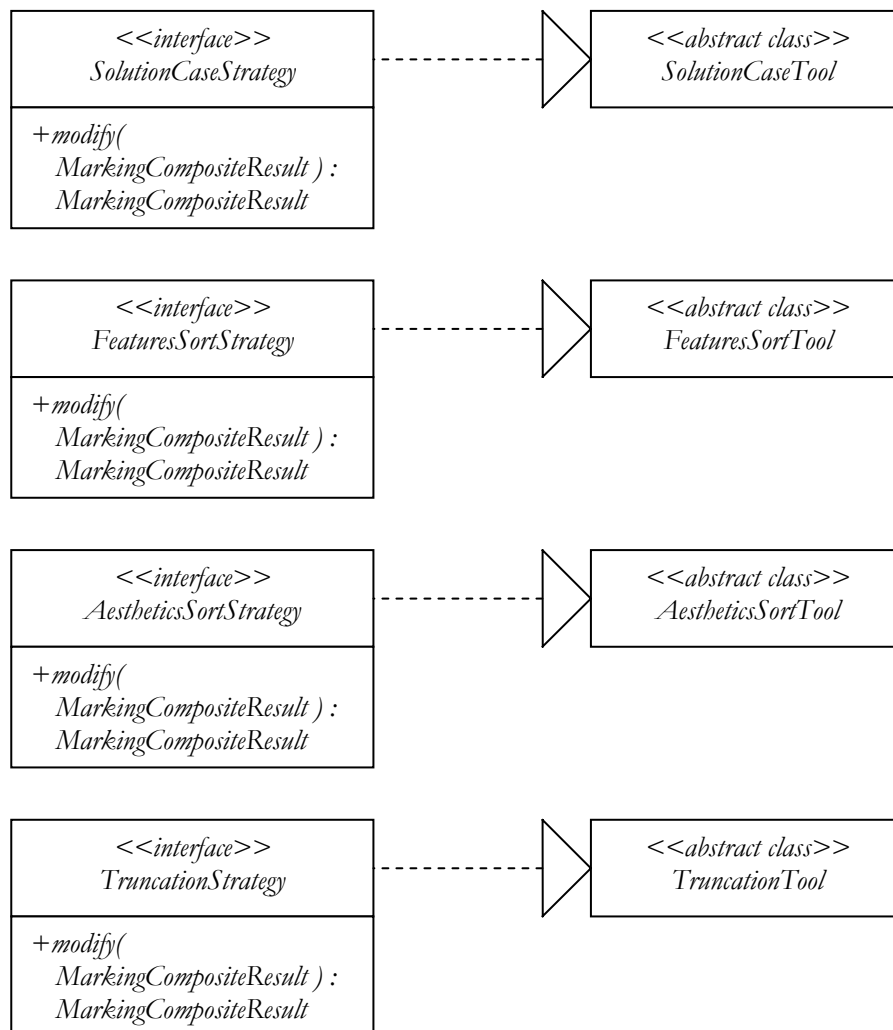 <<interface>>
SolutionCaseStrategy
<<abstract class>>
SolutionCaseTool
+modify(
MarkingCompositeResult ) :
MarkingCompositeResult
<<interface>>
FeaturesSortStrategy
<<abstract class>>
FeaturesSortTool
+modify(
MarkingCompositeResult ) :
MarkingCompositeResult
<<interface>>
AestheticsSortStrategy
<<abstract class>>
AestheticsSortTool
+modify(
MarkingCompositeResult ) :
MarkingCompositeResult
<<interface>>
TruncationStrategy
<<abstract class>>
TruncationTool
+modify(
MarkingCompositeResult ) :
MarkingCompositeResult